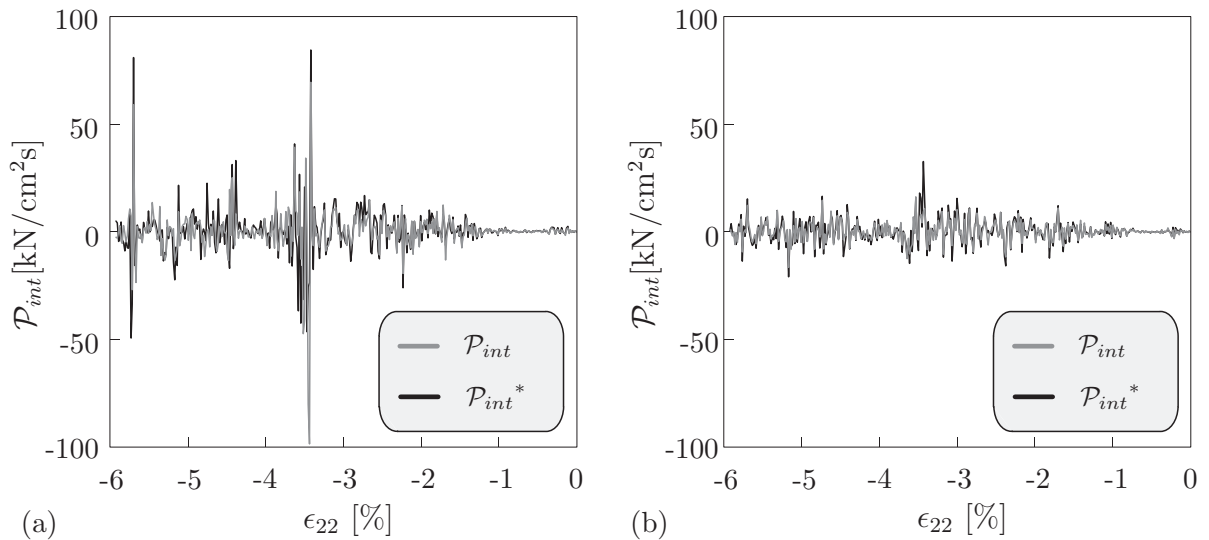 100
50
0
-50
-100
𝒫int[kN/cm²s]
𝒫int
𝒫int*
-6 -5 -4 -3 -2 -1 0
(a) ϵ22 [%]
100
50
0
-50
-100
𝒫int[kN/cm²s]
𝒫int
𝒫int*
-6 -5 -4 -3 -2 -1 0
(b) ϵ22 [%]